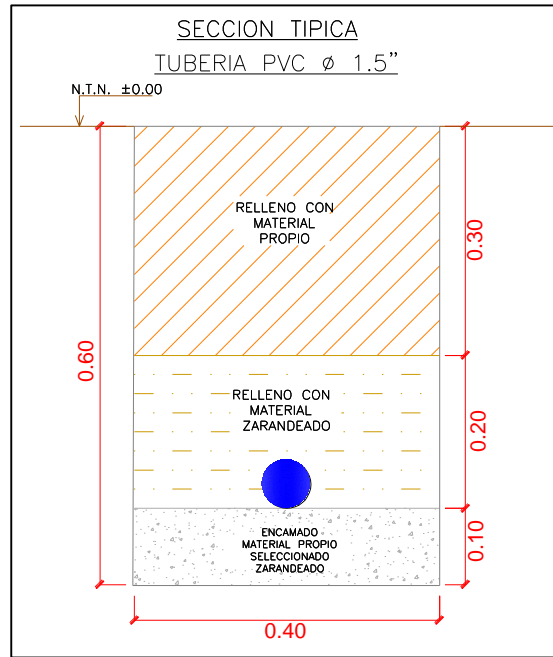 SECCION TIPICA
TUBERIA PVC ø 1.5”
N.T.N. ±0.00
RELLENO CON
MATERIAL
PROPIO
0.30
0.60
RELLENO CON
MATERIAL
ZARANDEADO
0.20
ENCAMADO
MATERIAL PROPIO
SELECCIONADO
ZARANDEADO
0.10
0.40